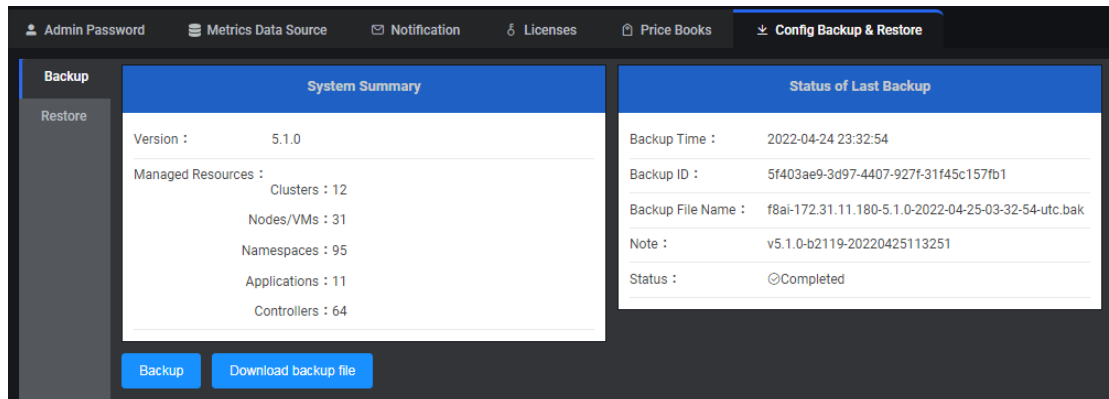 Admin Password Metrics Data Source Notification Licenses Price Books Config Backup & Restore
Backup
Restore
System Summary
Version： 5.1.0
Managed Resources：
Clusters：12
Nodes/VMs：31
Namespaces：95
Applications：11
Controllers：64
Status of Last Backup
Backup Time： 2022-04-24 23:32:54
Backup ID： 5f403ae9-3d97-4407-927f-31f45c157fb1
Backup File Name： f8ai-172.31.11.180-5.1.0-2022-04-25-03-32-54-utc.bak
Note： v5.1.0-b2119-20220425113251
Status： Completed
Backup Download backup file